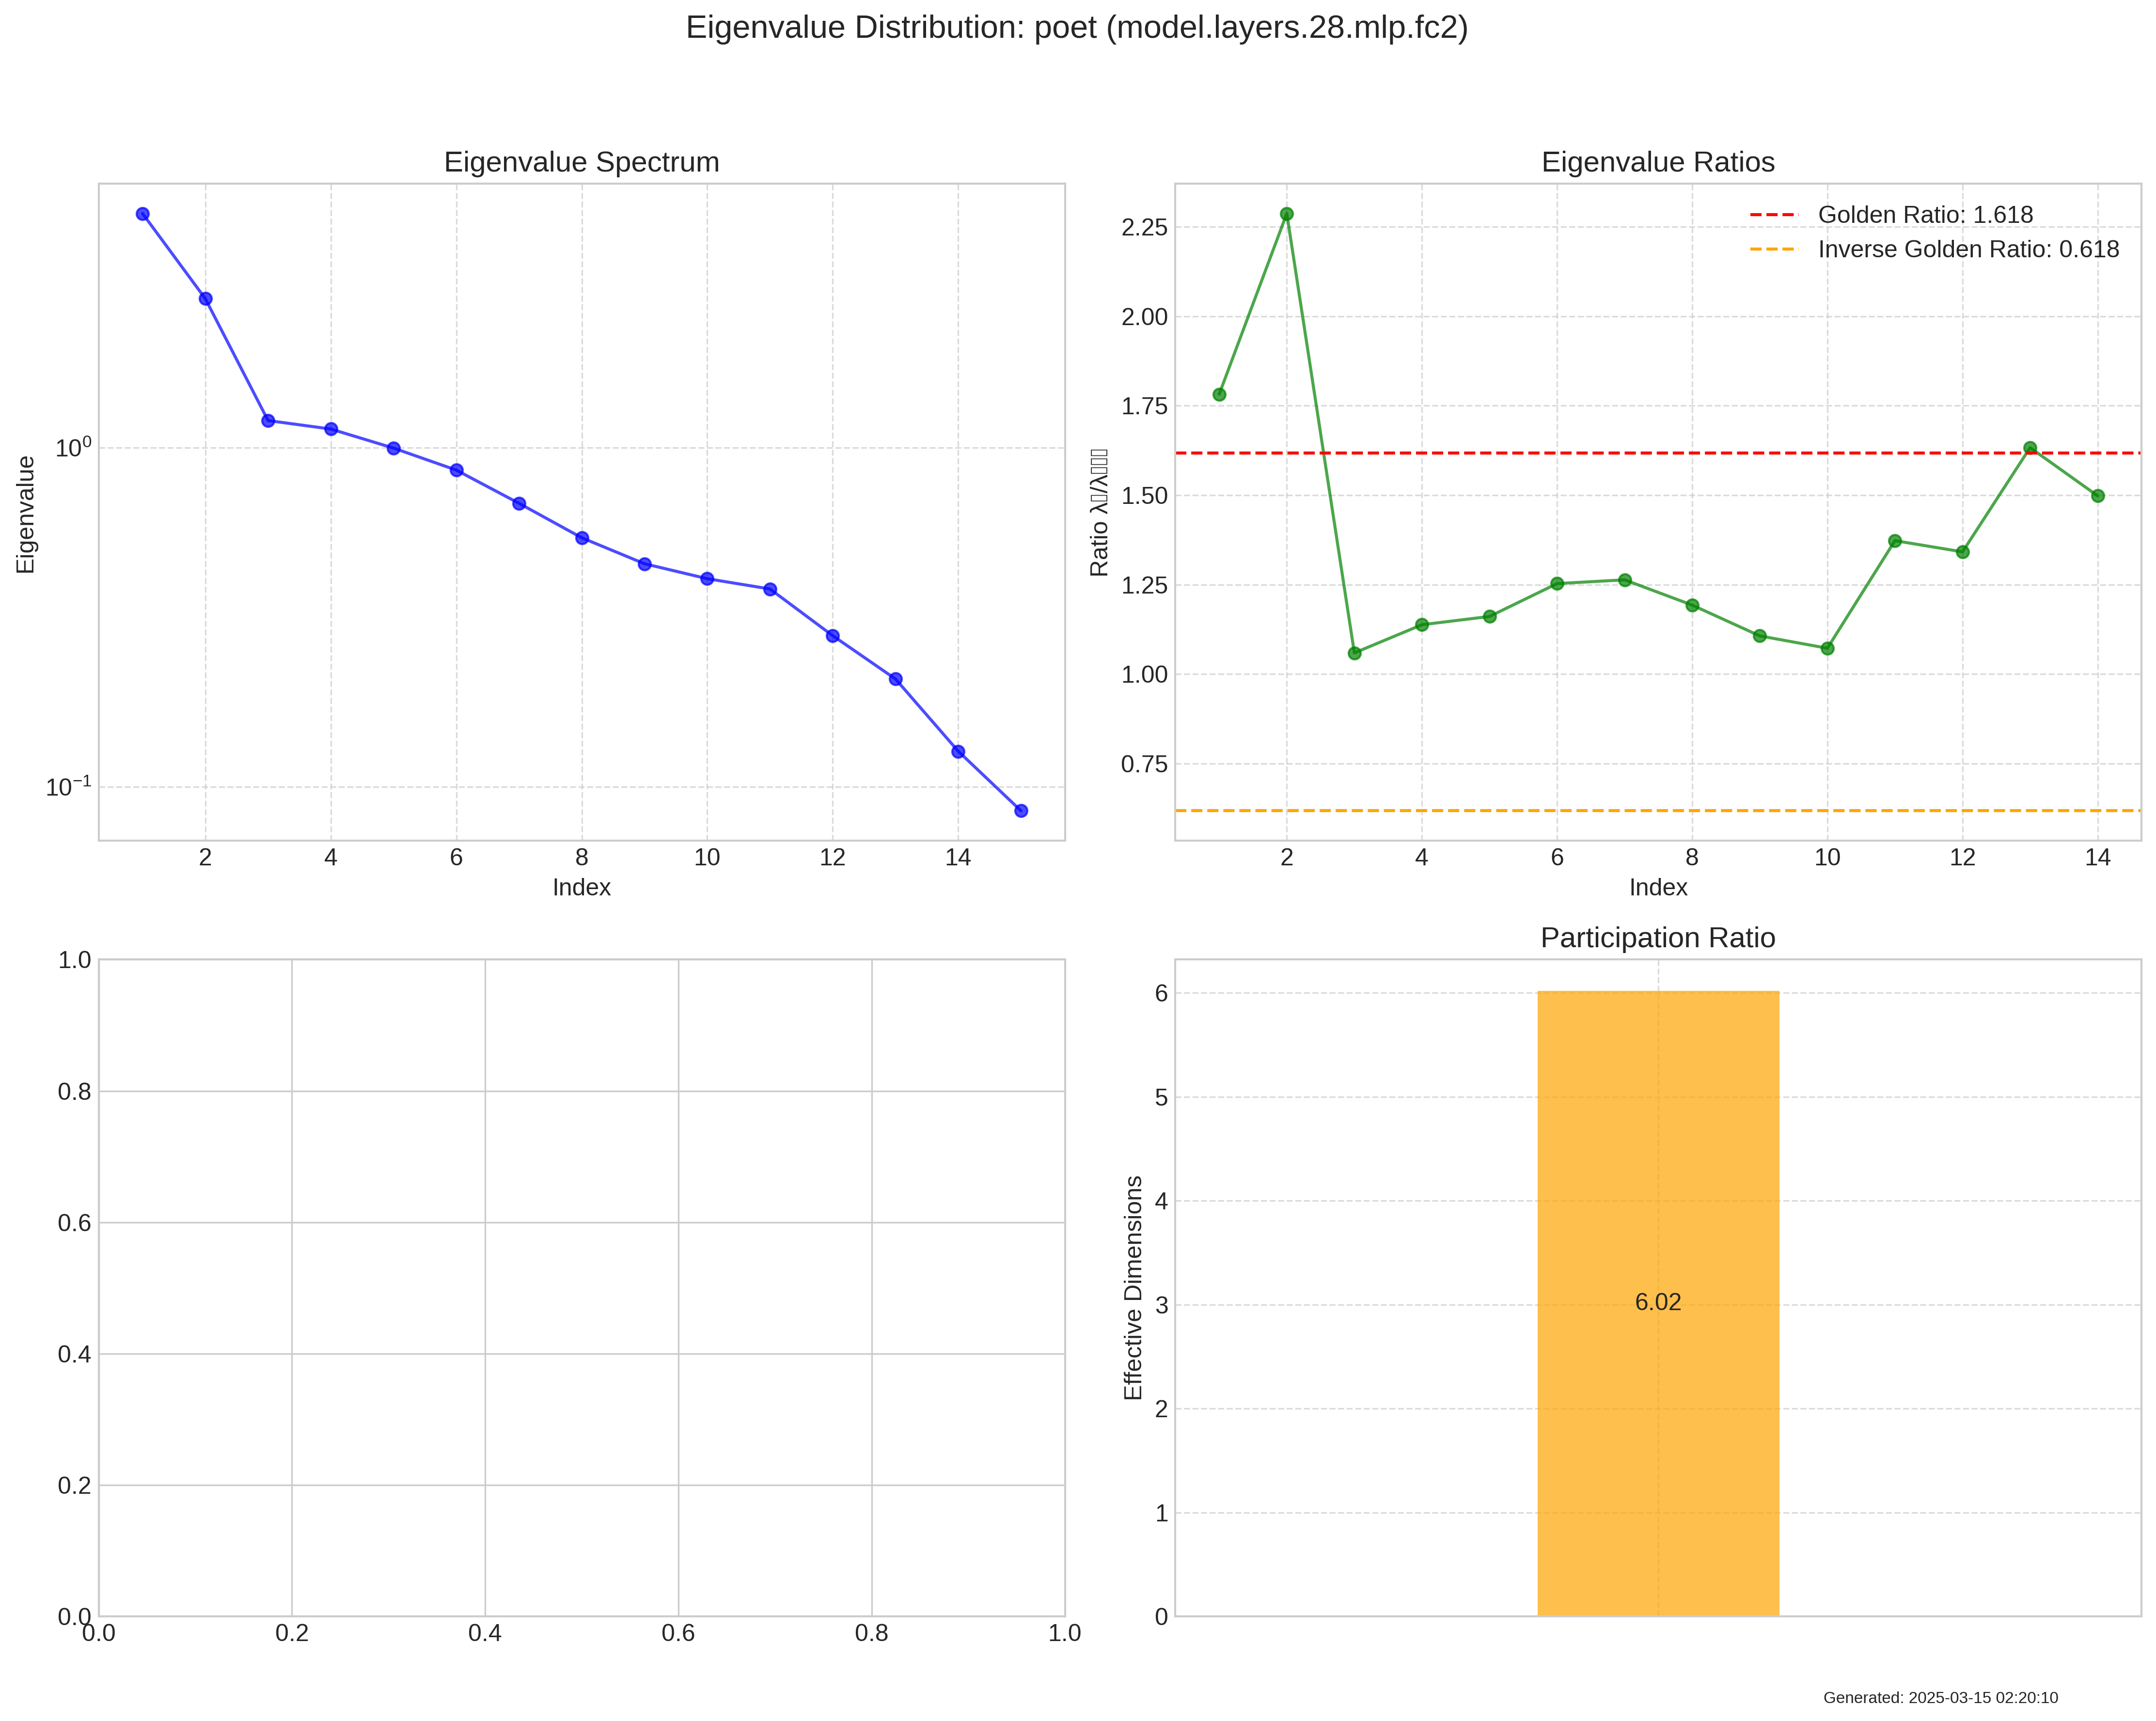 Eigenvalue Distribution: poet (model.layers.28.mlp.fc2)
Eigenvalue Spectrum
Eigenvalue
10⁰
10⁻¹
2 4 6 8 10 12 14
Index
Eigenvalue Ratios
Ratio λ▯/λ▯▯▯
2.25
2.00
1.75
1.50
1.25
1.00
0.75
Golden Ratio: 1.618
Inverse Golden Ratio: 0.618
2 4 6 8 10 12 14
Index
1.0
0.8
0.6
0.4
0.2
0.0
0.0 0.2 0.4 0.6 0.8 1.0
Participation Ratio
Effective Dimensions
6
5
4
3
2
1
0
6.02
Generated: 2025-03-15 02:20:10